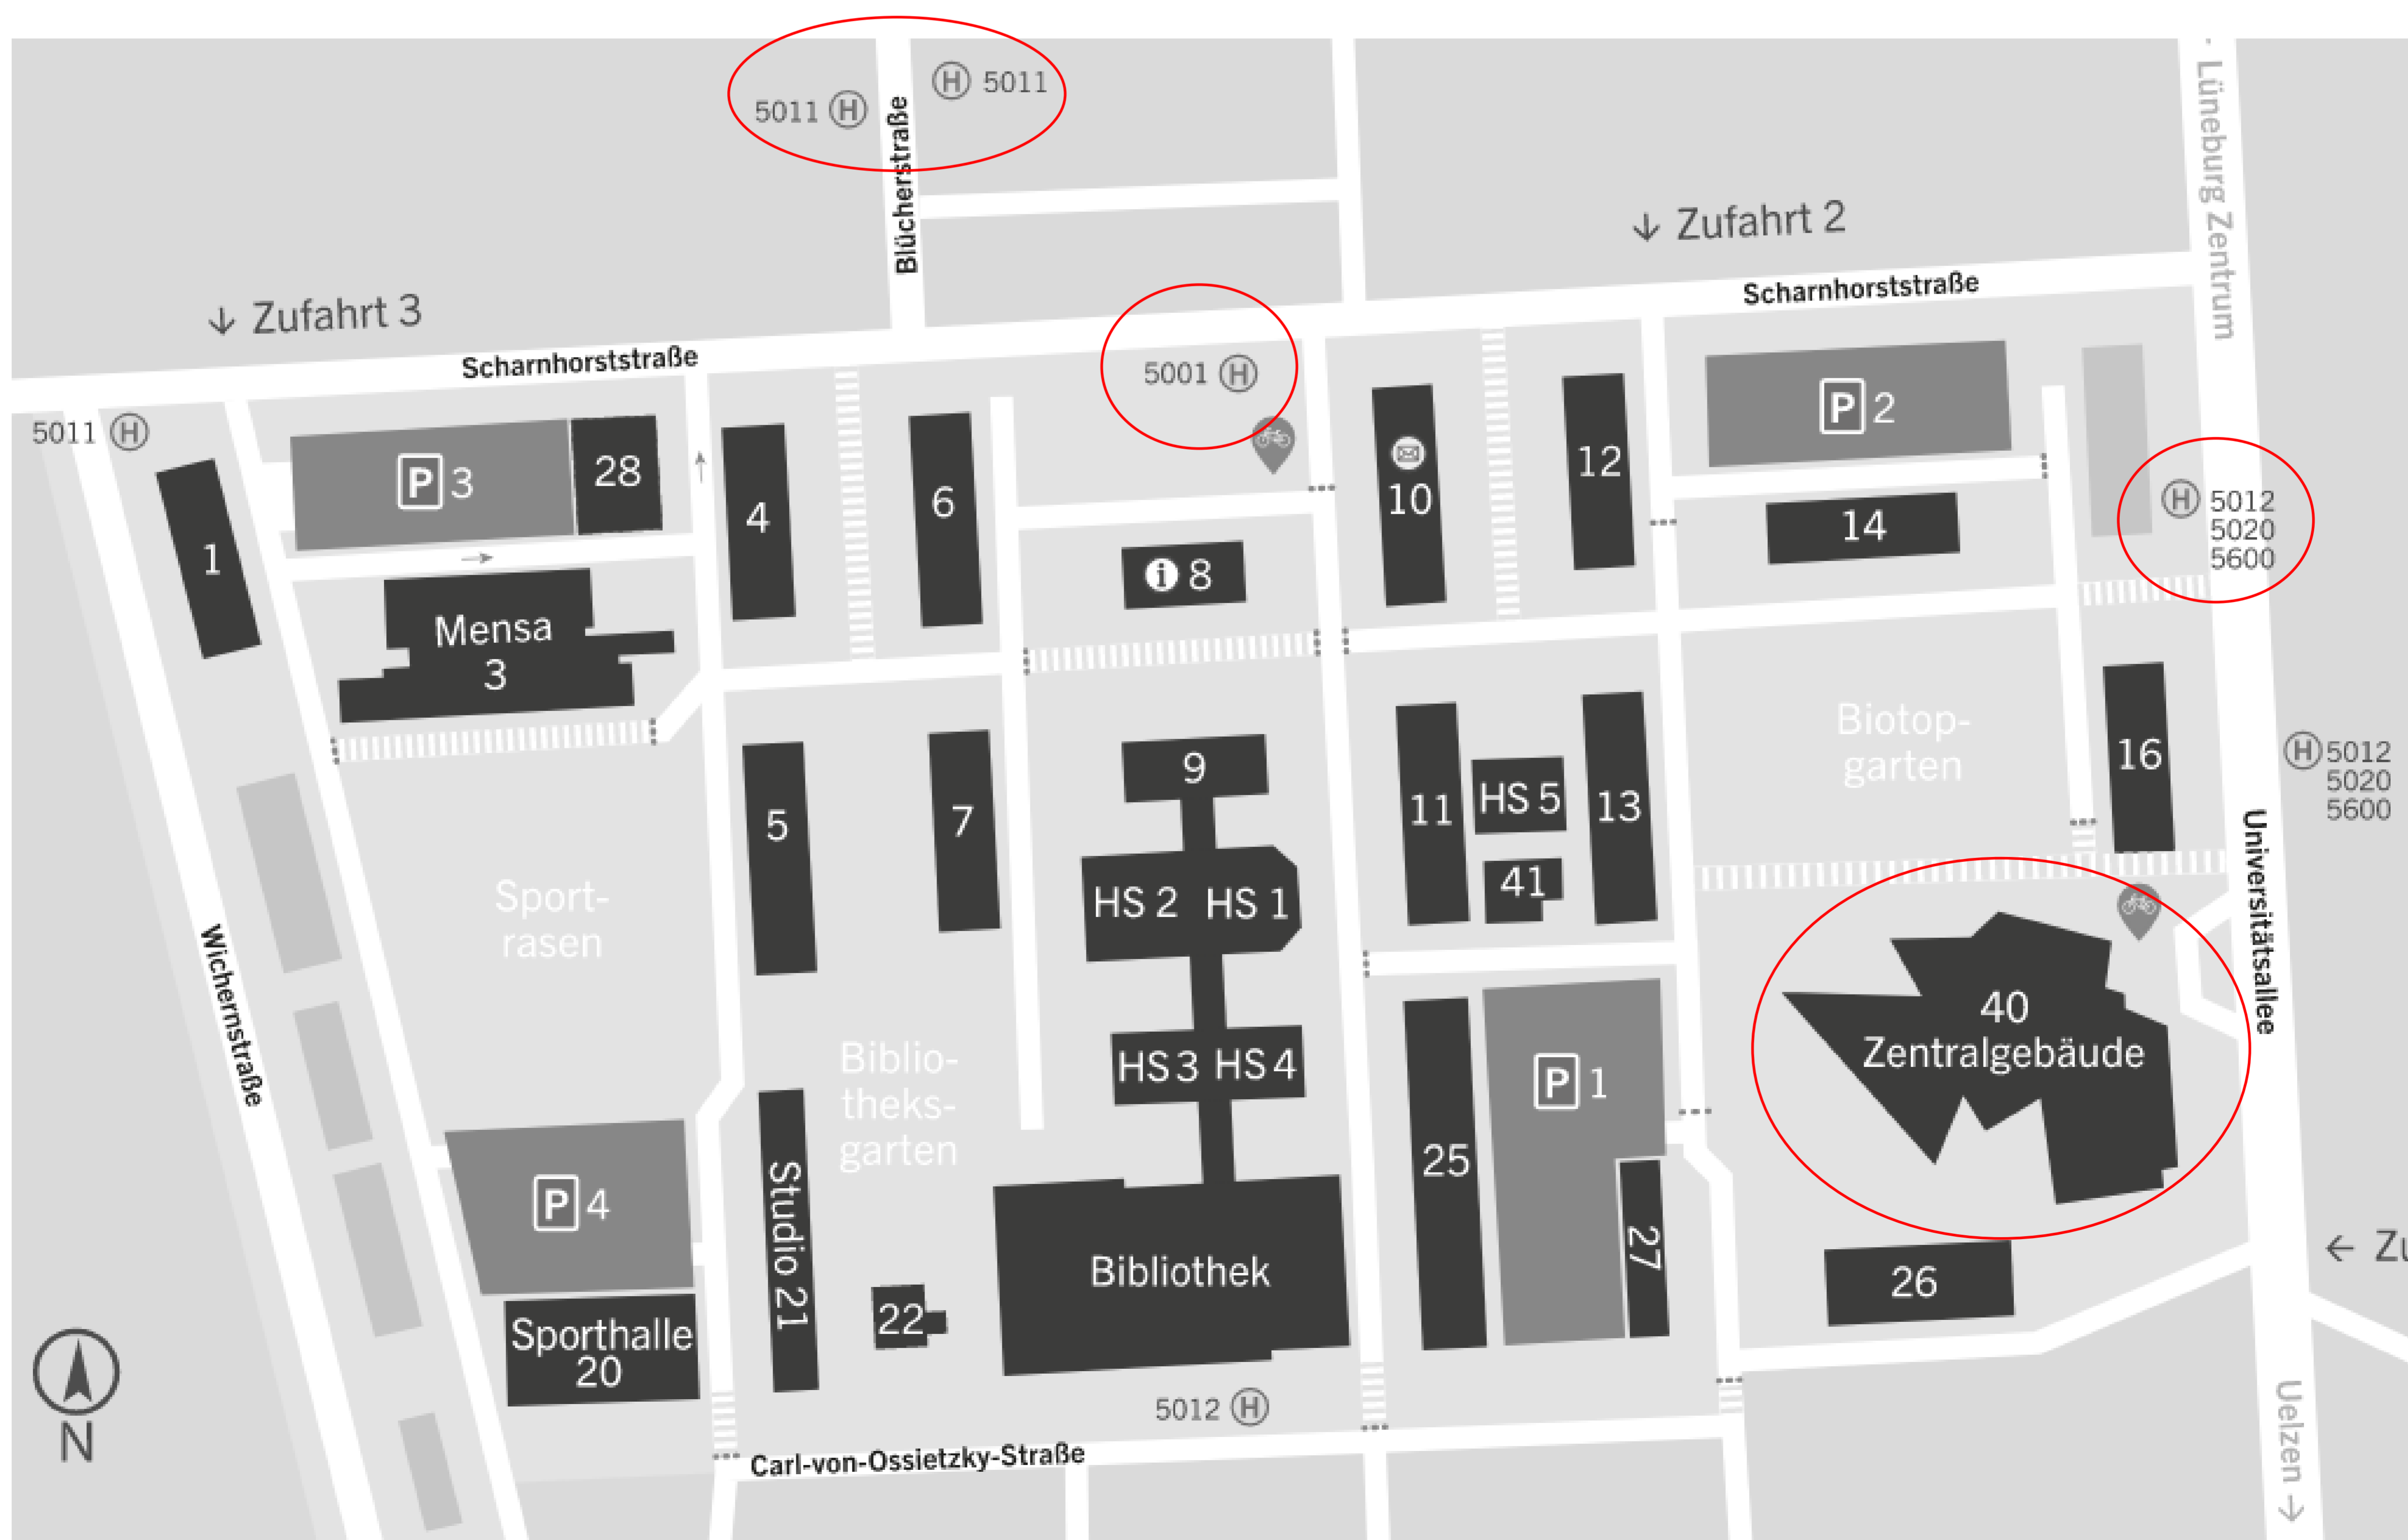 H 5011
5011 H
Blücherstraße
Lüneburg Zentrum
↓ Zufahrt 2
Scharnhorststraße
↓ Zufahrt 3
Scharnhorststraße
5001 H
5011 H
P 2
P 3
28
4
6
10
12
14
H 5012
5020
5600
1
i 8
Mensa
3
Biotop-
garten
16
H 5012
5020
5600
5
7
9
11
HS 5
13
41
HS 2 HS 1
Sport-
rasen
Universitätsallee
Wichernstraße
40
Zentralgebäude
Biblio-
theks-
garten
HS 3 HS 4
P 1
25
27
P 4
Studio 21
Bibliothek
26
← Zu
22
Sporthalle
20
5012 H
N
Carl-von-Ossietzky-Straße
Uelzen →